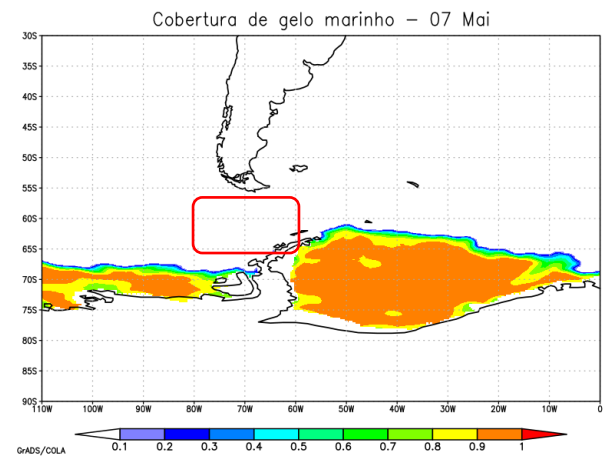 Cobertura de gelo marinho – 07 Mai
30S
35S
40S
45S
50S
55S
60S
65S
70S
75S
80S
85S
90S
110W 100W 90W 80W 70W 60W 50W 40W 30W 20W 10W 0
0.1 0.2 0.3 0.4 0.5 0.6 0.7 0.8 0.9 1
GrADS/COLA